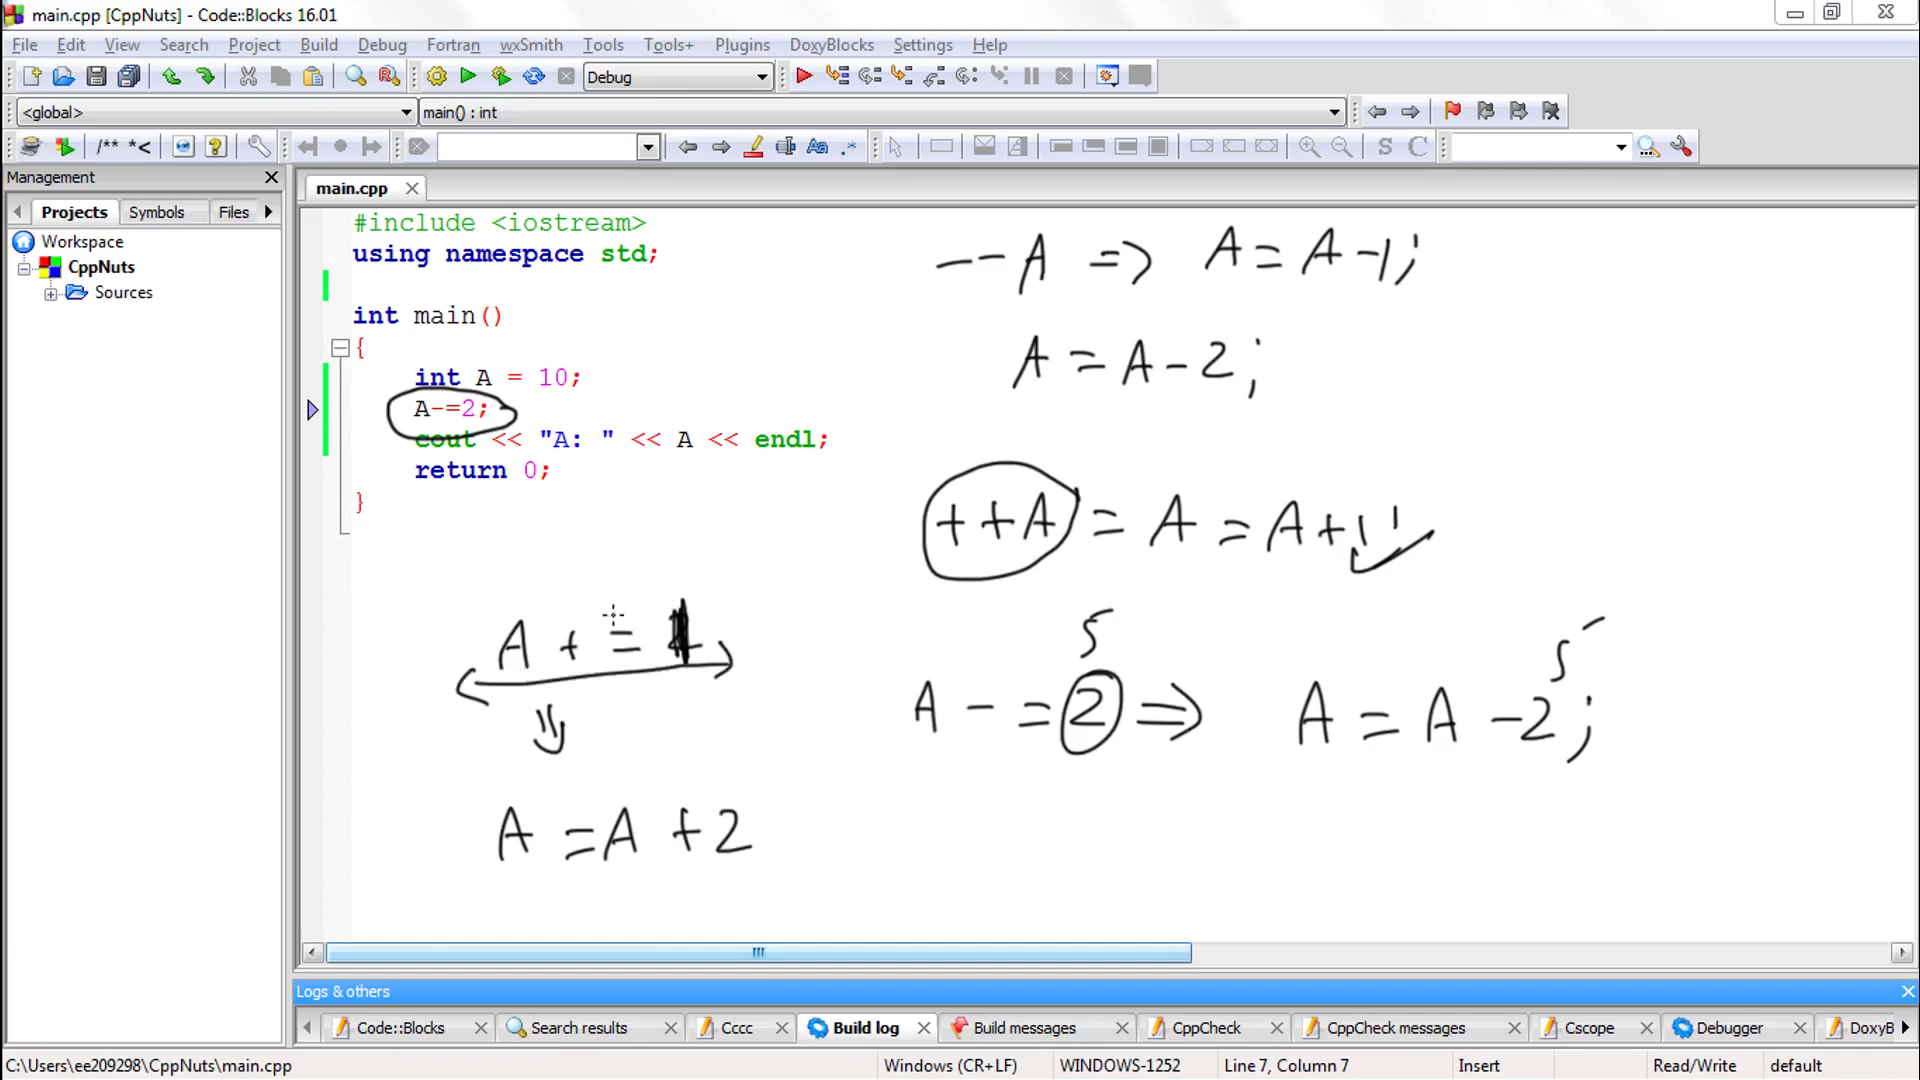 main.cpp [CppNuts] - Code::Blocks 16.01
File Edit View Search Project Build Debug Fortran wxSmith Tools Tools+ Plugins DoxyBlocks Settings Help
Debug
<global> main() : int
/** *<
S C
Management
Projects Symbols Files
Workspace
CppNuts
Sources
main.cpp
#include <iostream>
using namespace std;
int main()
{
int A = 10;
A-=2;
cout << "A: " << A << endl;
return 0;
}
--A => A = A -1;
A = A - 2;
++A = A = A+1;
A + =
A = A + 2
5 5
A - = 2 => A = A - 2;
Logs & others
Code::Blocks Search results Cccc Build log Build messages CppCheck CppCheck messages Cscope Debugger DoxyB
C:\Users\ee209298\CppNuts\main.cpp Windows (CR+LF) WINDOWS-1252 Line 7, Column 7 Insert Read/Write default